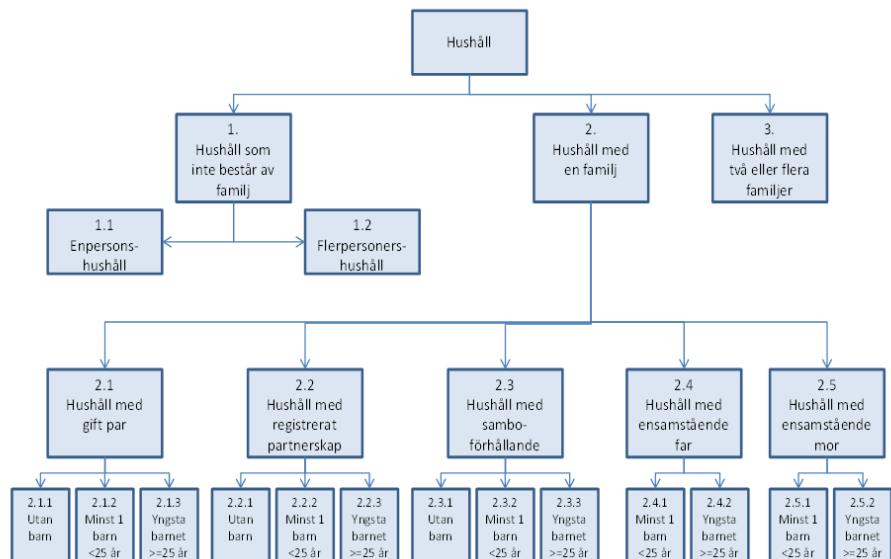 Hushåll
1.
Hushåll som
inte består av
familj
2.
Hushåll med
en familj
3.
Hushåll med
två eller flera
familjer
1.1
Enpersons-
hushåll
1.2
Flerpersoners-
hushåll
2.1
Hushåll med
gift par
2.2
Hushåll med
registrerat
partnerskap
2.3
Hushåll med
sambo-
förhållande
2.4
Hushåll med
ensamstående
far
2.5
Hushåll med
ensamstående
mor
2.1.1
Utan
barn
2.1.2
Minst 1
barn
<25 år
2.1.3
Yngsta
barnet
>=25 år
2.2.1
Utan
barn
2.2.2
Minst 1
barn
<25 år
2.2.3
Yngsta
barnet
>=25 år
2.3.1
Utan
barn
2.3.2
Minst 1
barn
<25 år
2.3.3
Yngsta
barnet
>=25 år
2.4.1
Minst 1
barn
<25 år
2.4.2
Yngsta
barnet
>=25 år
2.5.1
Minst 1
barn
<25 år
2.5.2
Yngsta
barnet
>=25 år